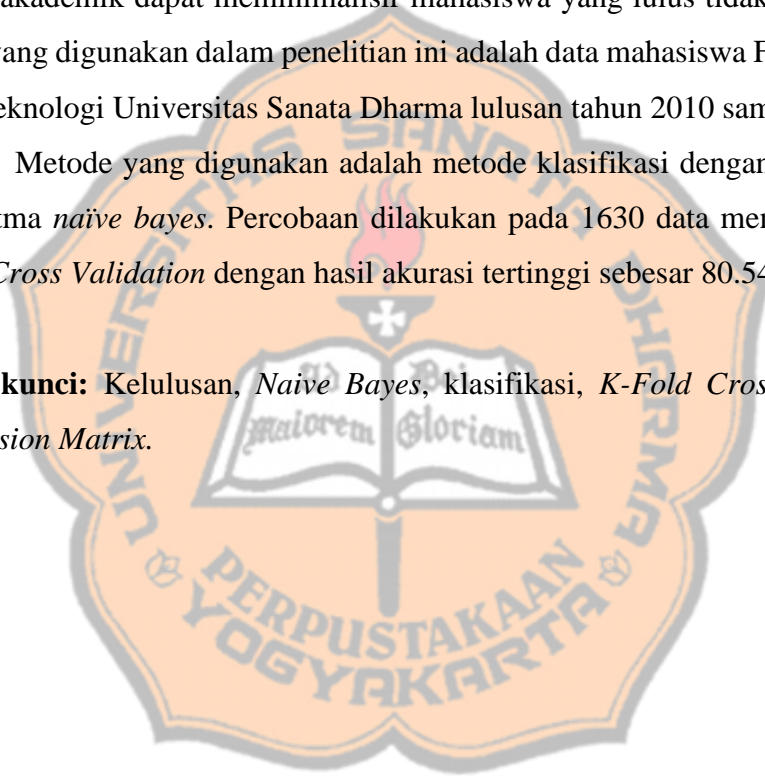 akademik dapat meminimalisir mahasiswa yang lulus tidak
yang digunakan dalam penelitian ini adalah data mahasiswa F
eknologi Universitas Sanata Dharma lulusan tahun 2010 sam
Metode yang digunakan adalah metode klasifikasi dengan
tma naïve bayes. Percobaan dilakukan pada 1630 data men
Cross Validation dengan hasil akurasi tertinggi sebesar 80.54
kunci: Kelulusan, Naive Bayes, klasifikasi, K-Fold Cros
sion Matrix.
UNIVERSITAS SANATA DHARMA
Ad Dei
Maiorem Gloriam
PERPUSTAKAAN
YOGYAKARTA